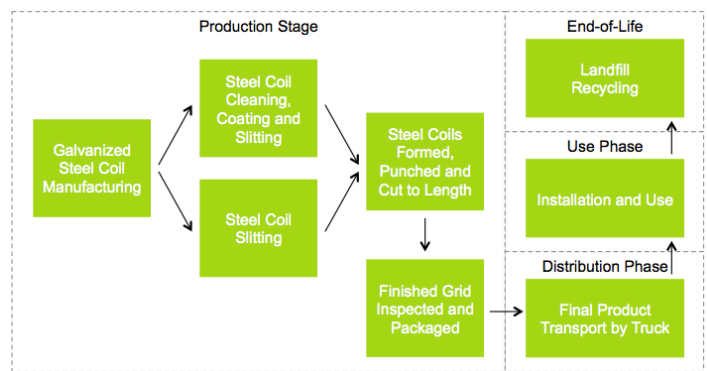 Production Stage
Galvanized
Steel Coil
Manufacturing
Steel Coil
Cleaning,
Coating and
Slitting
Steel Coil
Slitting
Steel Coils
Formed,
Punched and
Cut to Length
Finished Grid
Inspected and
Packaged
End-of-Life
Landfill
Recycling
Use Phase
Installation and Use
Distribution Phase
Final Product
Transport by Truck